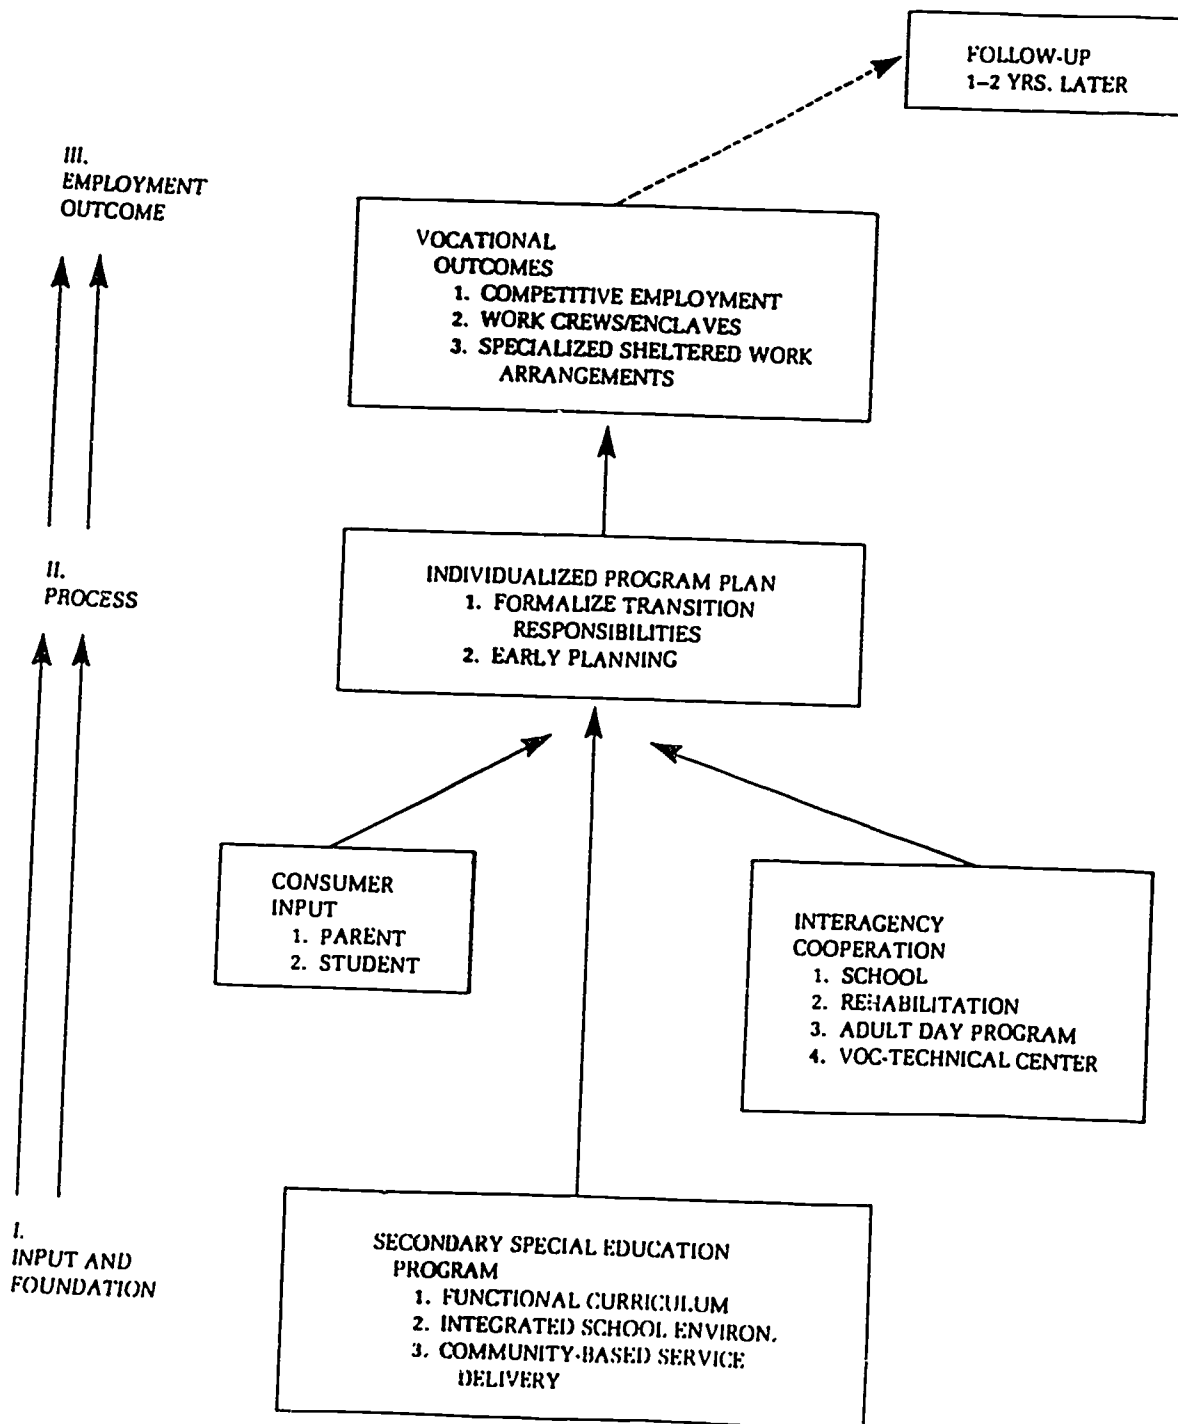 FOLLOW-UP
1–2 YRS. LATER
III.
EMPLOYMENT
OUTCOME
VOCATIONAL
OUTCOMES
1. COMPETITIVE EMPLOYMENT
2. WORK CREWS/ENCLAVES
3. SPECIALIZED SHELTERED WORK
ARRANGEMENTS
II.
PROCESS
INDIVIDUALIZED PROGRAM PLAN
1. FORMALIZE TRANSITION
RESPONSIBILITIES
2. EARLY PLANNING
CONSUMER
INPUT
1. PARENT
2. STUDENT
INTERAGENCY
COOPERATION
1. SCHOOL
2. REHABILITATION
3. ADULT DAY PROGRAM
4. VOC-TECHNICAL CENTER
I.
INPUT AND
FOUNDATION
SECONDARY SPECIAL EDUCATION
PROGRAM
1. FUNCTIONAL CURRICULUM
2. INTEGRATED SCHOOL ENVIRON.
3. COMMUNITY-BASED SERVICE
DELIVERY